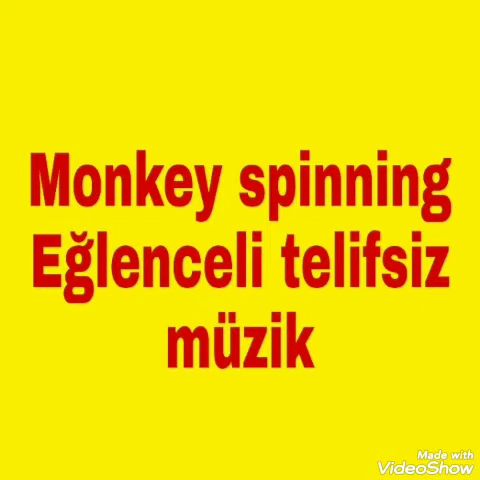 Monkey spinning
Eğlenceli telifsiz
müzik
Made with
VideoShow